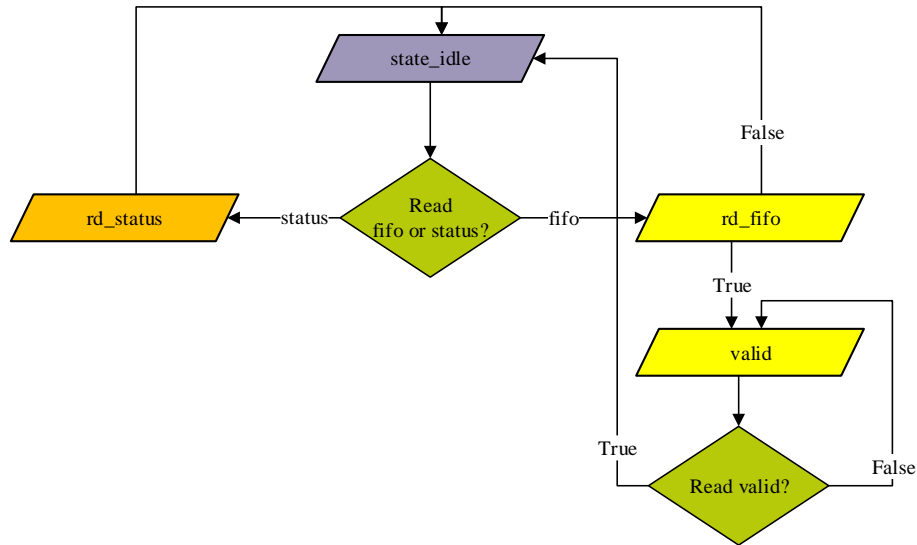 state_idle
False
rd_status
status
Read
fifo or status?
fifo
rd_fifo
True
valid
True
Read valid?
False